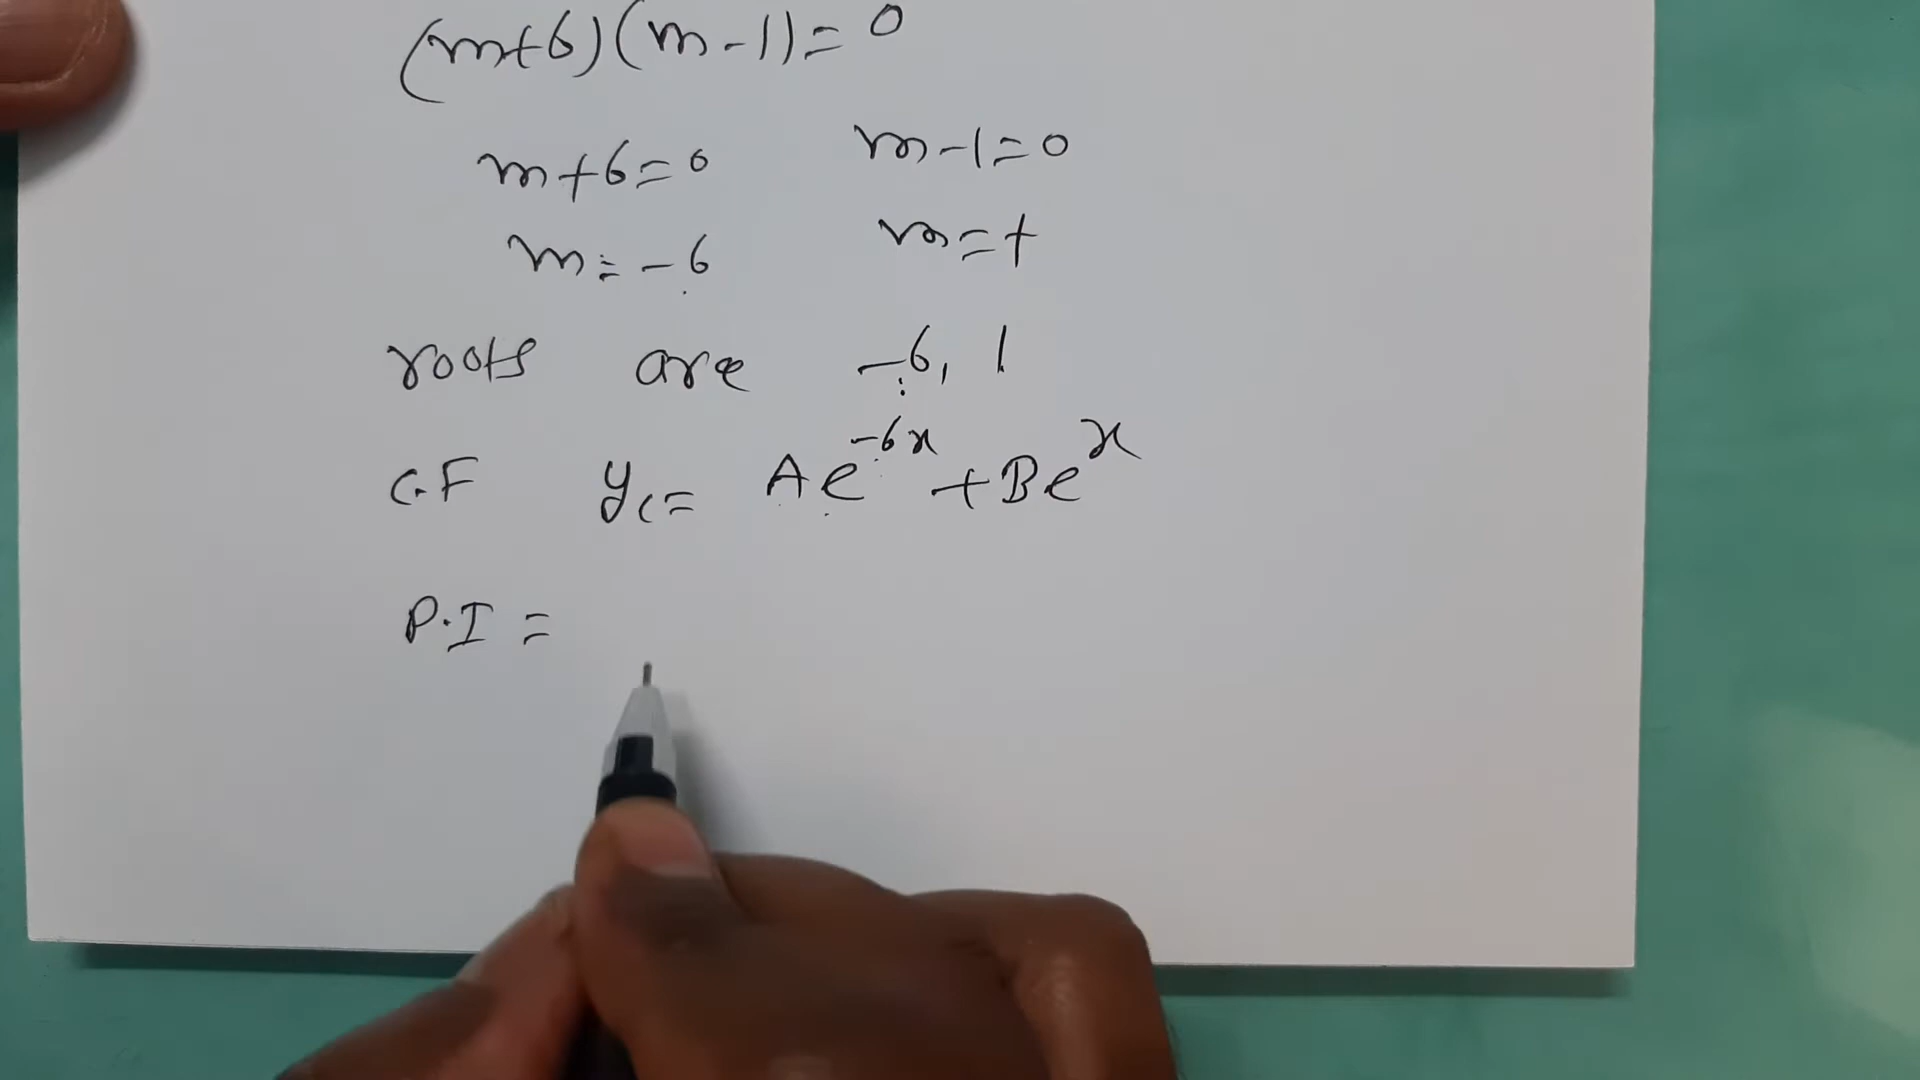 (m+6)(m-1)=0
m+6=0 m-1=0
m=-6 m=1
roots are -6, 1
C.F y_c= Ae^{-6x}+Be^{x}
P.I =